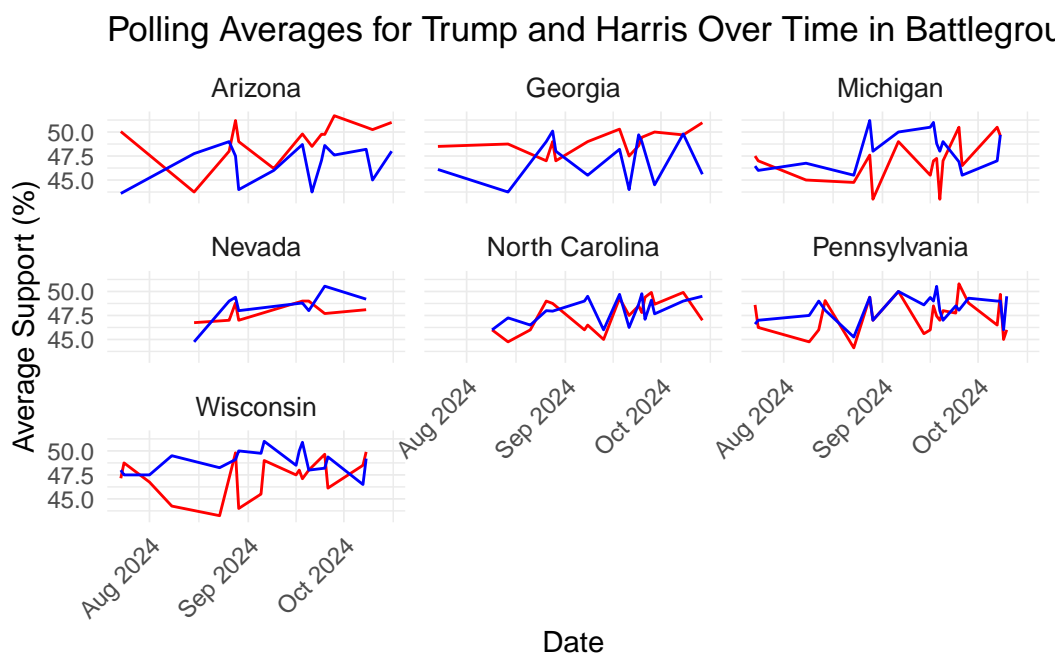 Polling Averages for Trump and Harris Over Time in Battlegrou
Arizona
Georgia
Michigan
50.0
47.5
45.0
Nevada
North Carolina
Pennsylvania
50.0
47.5
45.0
Average Support (%)
Wisconsin
50.0
47.5
45.0
Aug 2024
Sep 2024
Oct 2024
Aug 2024
Sep 2024
Oct 2024
Aug 2024
Sep 2024
Oct 2024
Date